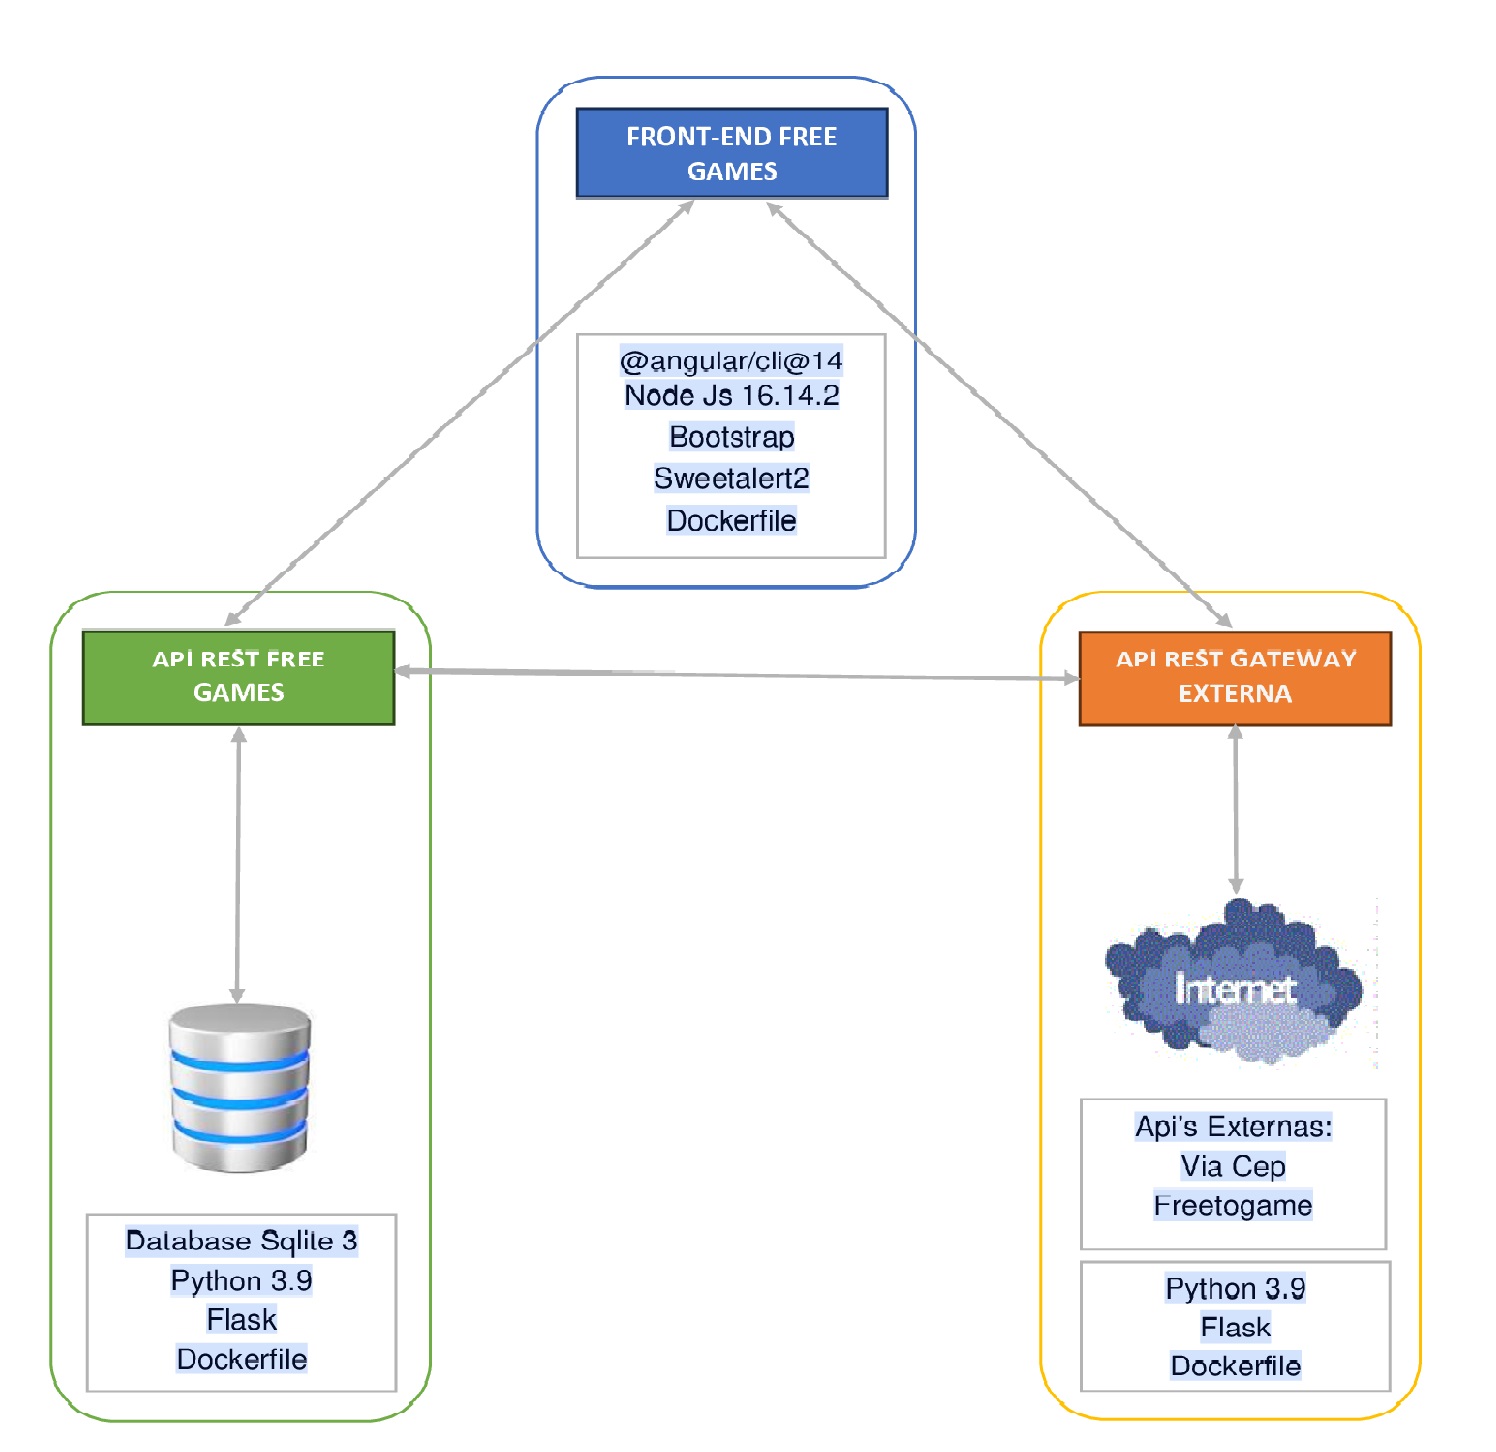 FRONT-END FREE
GAMES
@angular/cli@14
Node Js 16.14.2
Bootstrap
Sweetalert2
Dockerfile
API REST FREE
GAMES
API REST GATEWAY
EXTERNA
Internet
Api's Externas:
Via Cep
Freetogame
Database Sqlite 3
Python 3.9
Flask
Dockerfile
Python 3.9
Flask
Dockerfile